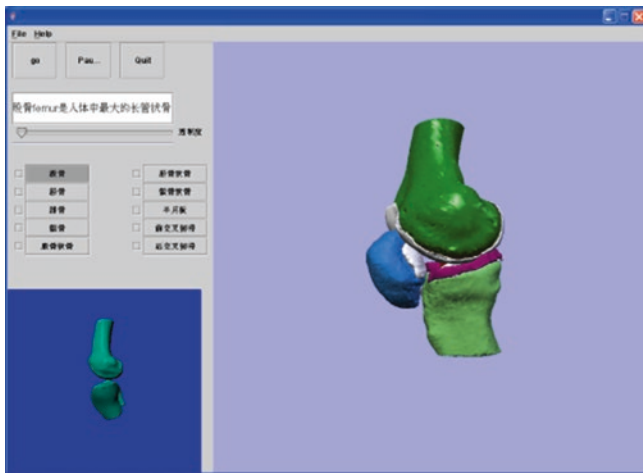 File Help
go Pau... Quit
股骨femur是人体中最大的长管状骨
透明度
股骨 胫骨软骨
胫骨 髌骨软骨
腓骨 半月板
髌骨 前交叉韧带
股骨软骨 后交叉韧带